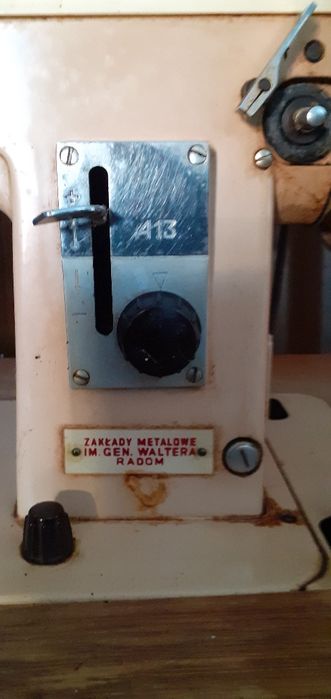 A13
ZAKŁADY METALOWE
IM. GEN. WALTERA
RADOM